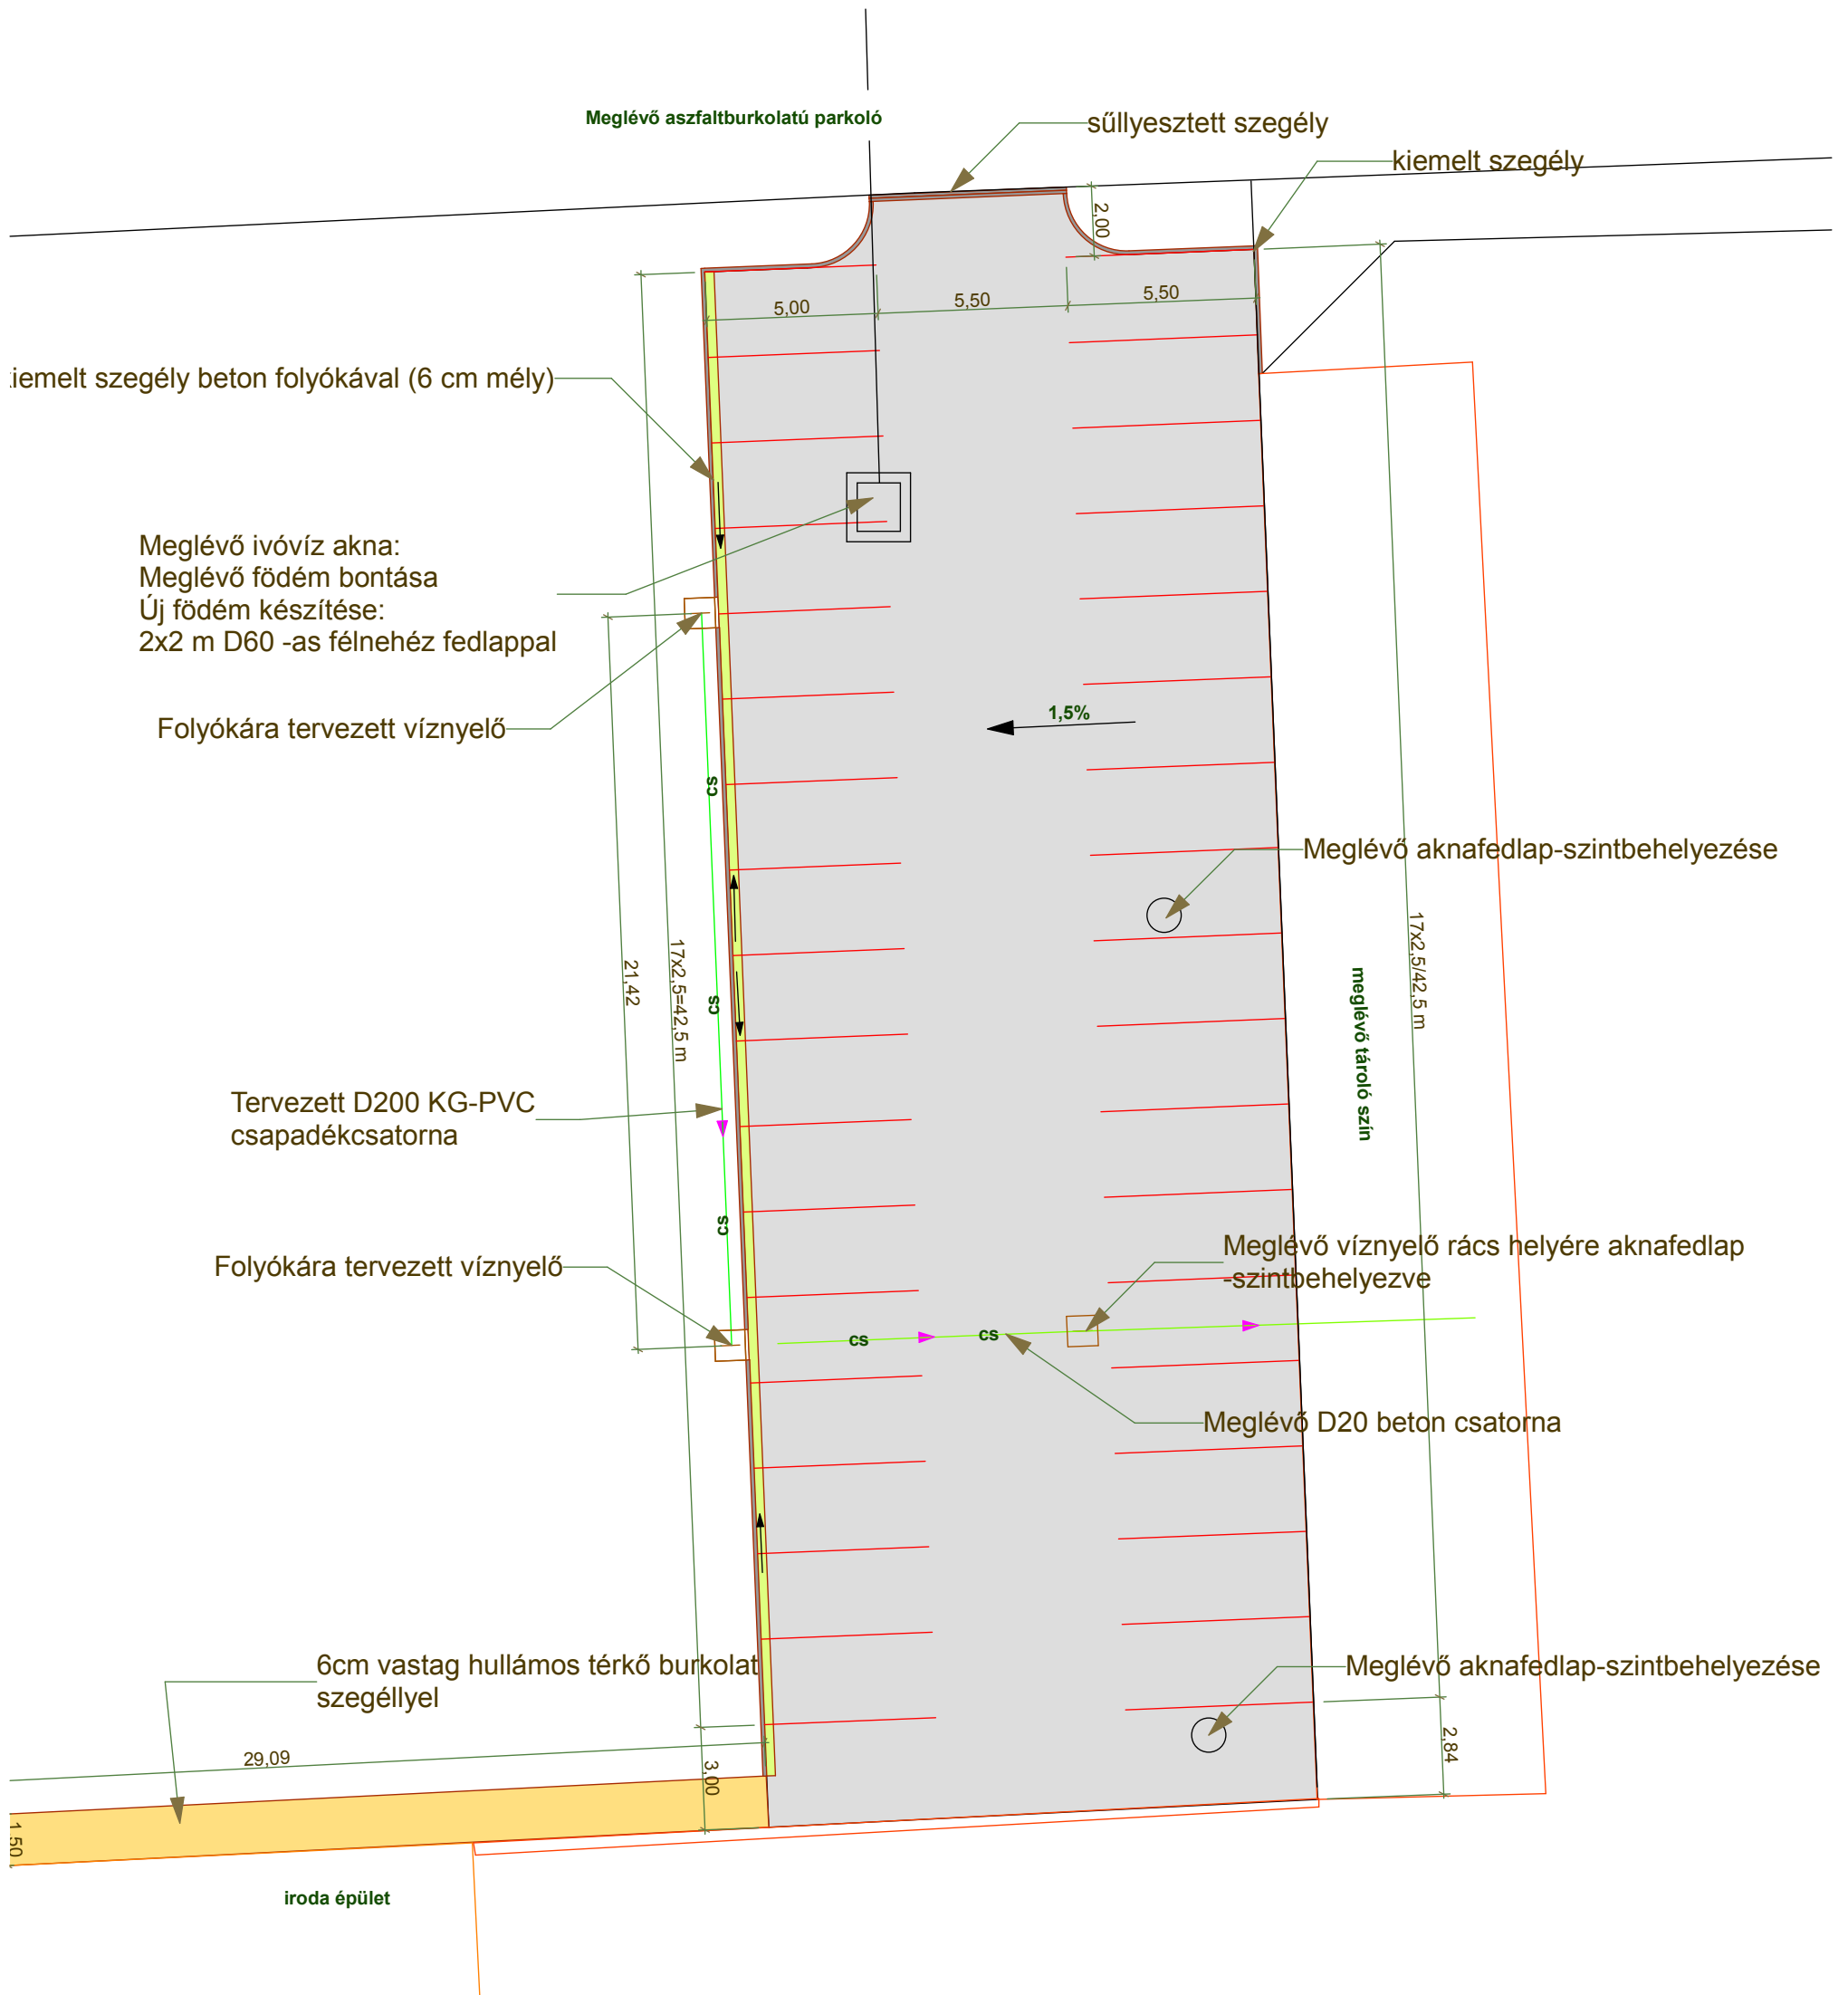 Meglévő aszfaltburkolatú parkoló
sűllyesztett szegély
kiemelt szegély
2,00
5,00
5,50
5,50
kiemelt szegély beton folyókával (6 cm mély)
Meglévő ivóvíz akna:
Meglévő födém bontása
Új födém készítése:
2x2 m D60 -as félnehéz fedlappal
Folyókára tervezett víznyelő
1,5%
cs
Meglévő aknafedlap-szintbehelyezése
21,42
17x2,5=42,5 m
cs
17x2,5/42,5 m
meglévő tároló szín
Tervezett D200 KG-PVC
csapadékcsatorna
cs
Folyókára tervezett víznyelő
Meglévő víznyelő rács helyére aknafedlap
-szintbehelyezve
cs
cs
Meglévő D20 beton csatorna
6cm vastag hullámos térkő burkolat
szegéllyel
Meglévő aknafedlap-szintbehelyezése
29,09
3,00
2,84
1,50
iroda épület